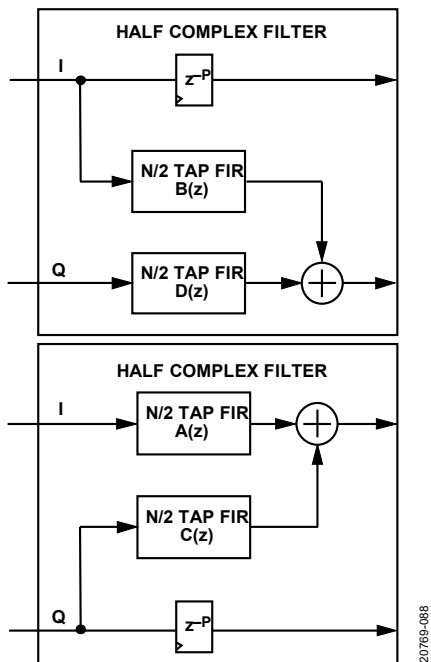 HALF COMPLEX FILTER
I
z–P
N/2 TAP FIR
B(z)
Q
N/2 TAP FIR
D(z)
HALF COMPLEX FILTER
I
N/2 TAP FIR
A(z)
N/2 TAP FIR
C(z)
Q
z–P
20769-088